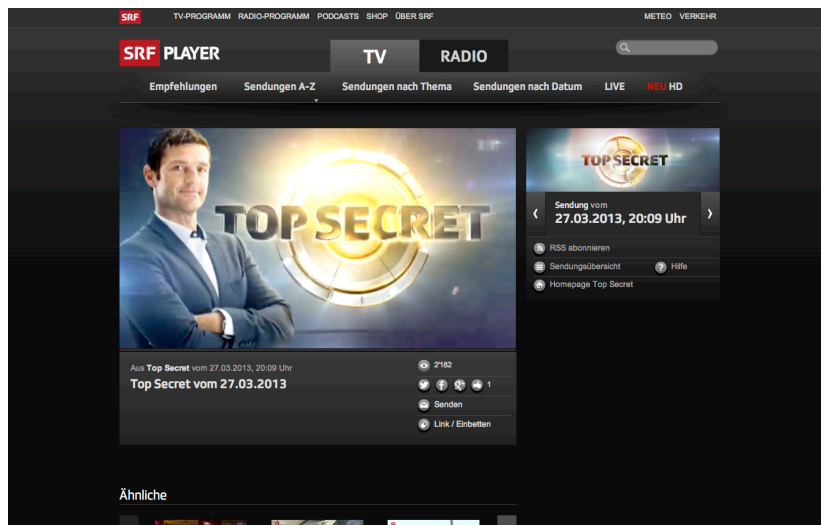 SRF TV-PROGRAMM RADIO-PROGRAMM PODCASTS SHOP ÜBER SRF METEO VERKEHR
SRF PLAYER TV RADIO
Empfehlungen Sendungen A-Z Sendungen nach Thema Sendungen nach Datum LIVE NEU HD
TOP SECRET
TOP SECRET
Sendung vom
27.03.2013, 20:09 Uhr
RSS abonnieren
Sendungsübersicht ? Hilfe
Homepage Top Secret
Aus Top Secret vom 27.03.2013, 20:09 Uhr
Top Secret vom 27.03.2013
2'182
1
Senden
Link / Einbetten
Ähnliche